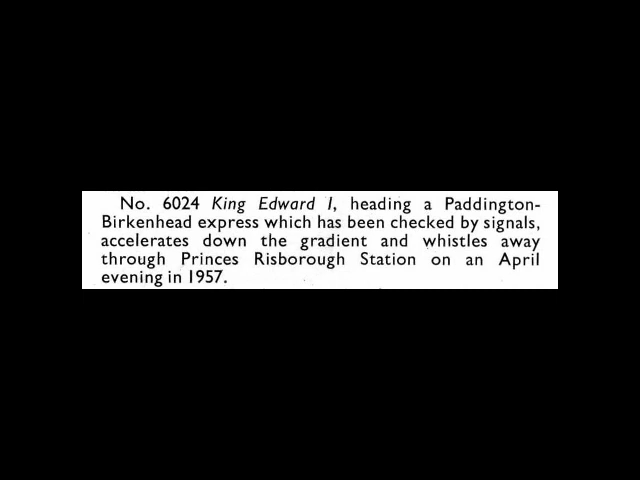 No. 6024 King Edward I, heading a Paddington-
Birkenhead express which has been checked by signals,
accelerates down the gradient and whistles away
through Princes Risborough Station on an April
evening in 1957.